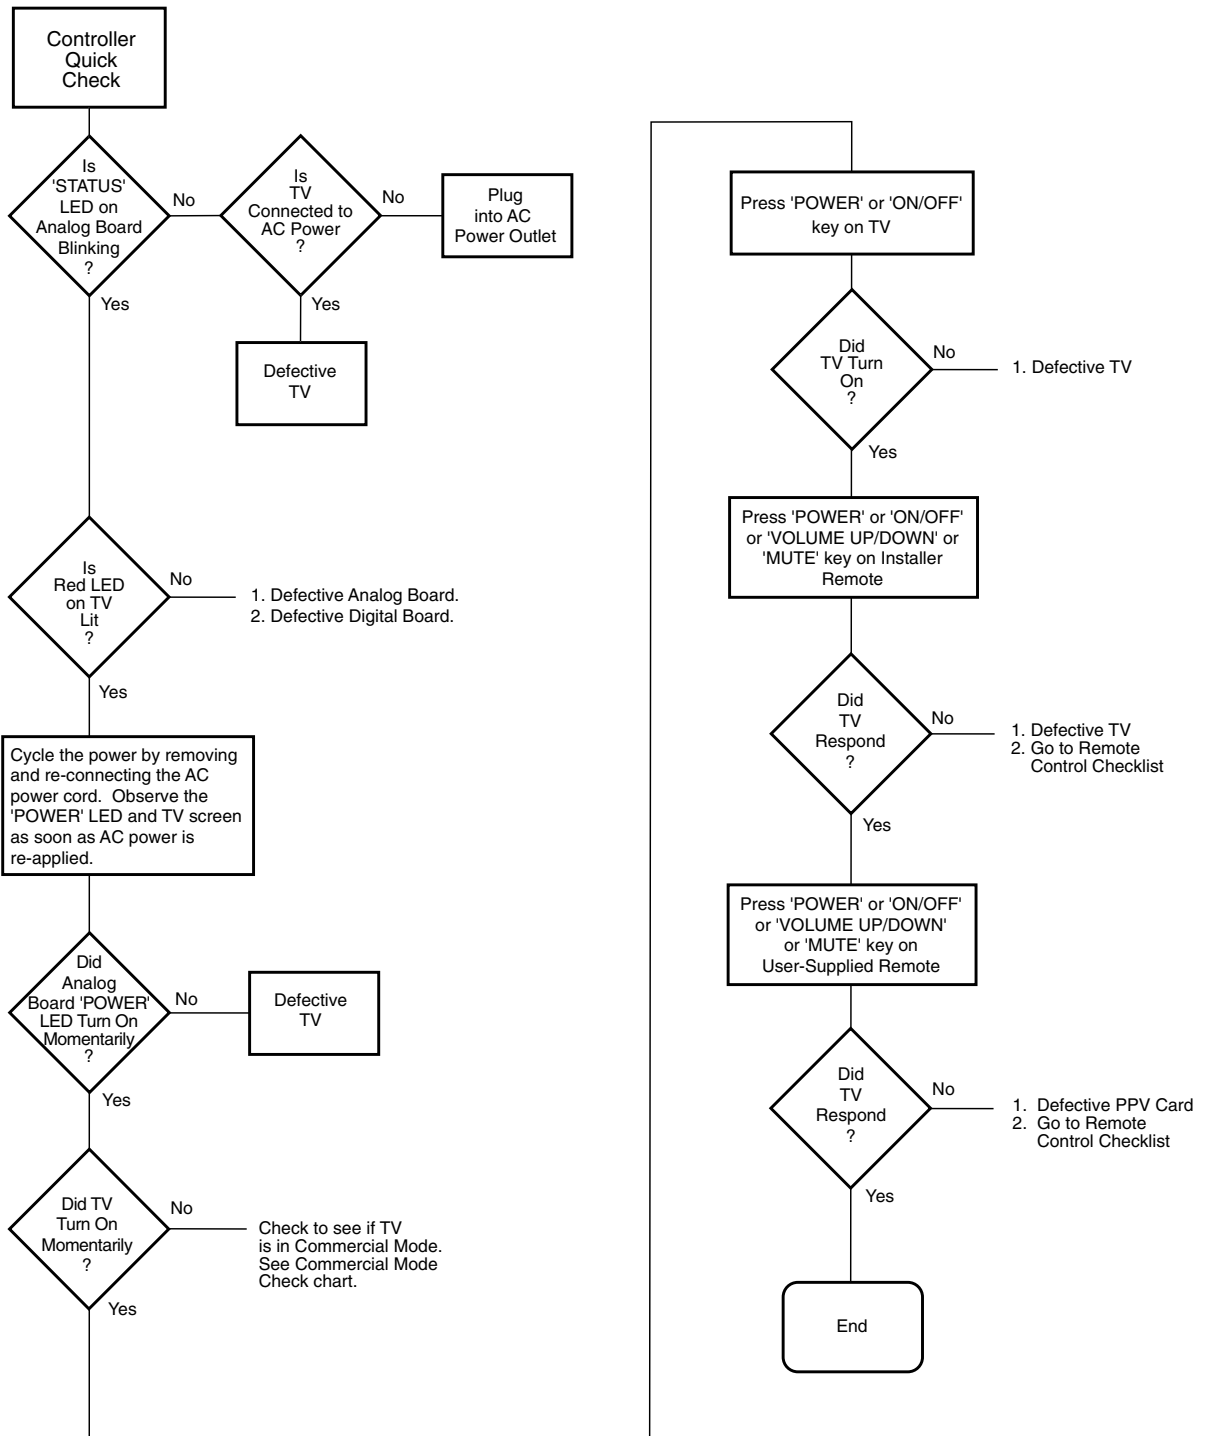 Controller
Quick
Check
Is
'STATUS'
LED on
Analog Board
Blinking
?
No
Is
TV
Connected to
AC Power
?
No
Plug
into AC
Power Outlet
Yes
Yes
Defective
TV
Is
Red LED
on TV
Lit
?
No
1. Defective Analog Board.
2. Defective Digital Board.
Yes
Cycle the power by removing
and re-connecting the AC
power cord.  Observe the
'POWER' LED and TV screen
as soon as AC power is
re-applied.
Did
Analog
Board 'POWER'
LED Turn On
Momentarily
?
No
Defective
TV
Yes
Did TV
Turn On
Momentarily
?
No
Check to see if TV
is in Commercial Mode.
See Commercial Mode
Check chart.
Yes
Press 'POWER' or 'ON/OFF'
key on TV
Did
TV Turn
On
?
No
1. Defective TV
Yes
Press 'POWER' or 'ON/OFF'
or 'VOLUME UP/DOWN' or
'MUTE' key on Installer
Remote
Did
TV
Respond
?
No
1. Defective TV
2. Go to Remote
Control Checklist
Yes
Press 'POWER' or 'ON/OFF'
or 'VOLUME UP/DOWN'
or 'MUTE' key on
User-Supplied Remote
Did
TV
Respond
?
No
1.  Defective PPV Card
2.  Go to Remote
Control Checklist
Yes
End